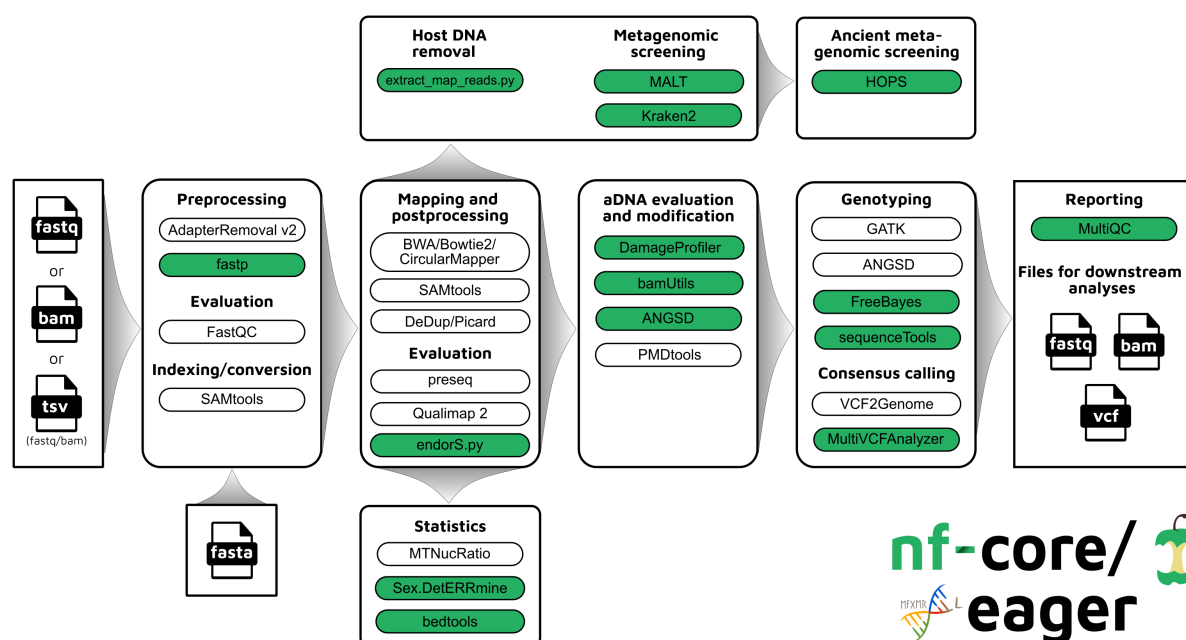 Host DNA
removal
extract_map_reads.py
Metagenomic
screening
MALT
Kraken2
Ancient meta-
genomic screening
HOPS
fastq
or
bam
or
tsv
(fastq/bam)
Preprocessing
AdapterRemoval v2
fastp
Evaluation
FastQC
Indexing/conversion
SAMtools
fasta
Mapping and
postprocessing
BWA/Bowtie2/
CircularMapper
SAMtools
DeDup/Picard
Evaluation
preseq
Qualimap 2
endorS.py
Statistics
MTNucRatio
Sex.DetERRmine
bedtools
aDNA evaluation
and modification
DamageProfiler
bamUtils
ANGSD
PMDtools
Genotyping
GATK
ANGSD
FreeBayes
sequenceTools
Consensus calling
VCF2Genome
MultiVCFAnalyzer
Reporting
MultiQC
Files for downstream
analyses
fastq
bam
vcf
nf-core/
eager